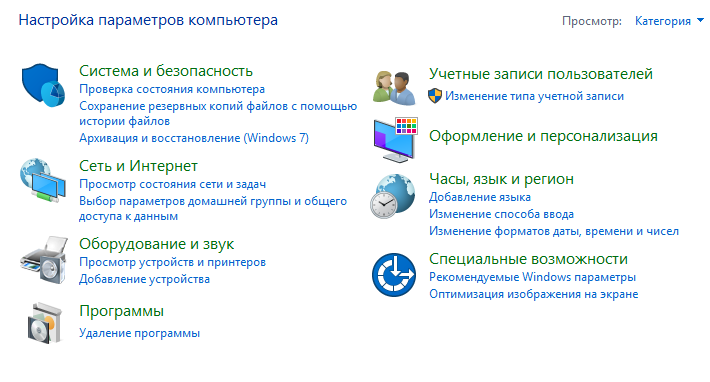 Настройка параметров компьютера
Просмотр: Категория
Система и безопасность
Проверка состояния компьютера
Сохранение резервных копий файлов с помощью
истории файлов
Архивация и восстановление (Windows 7)
Сеть и Интернет
Просмотр состояния сети и задач
Выбор параметров домашней группы и общего
доступа к данным
Оборудование и звук
Просмотр устройств и принтеров
Добавление устройства
Программы
Удаление программы
Учетные записи пользователей
Изменение типа учетной записи
Оформление и персонализация
Часы, язык и регион
Добавление языка
Изменение способа ввода
Изменение форматов даты, времени и чисел
Специальные возможности
Рекомендуемые Windows параметры
Оптимизация изображения на экране